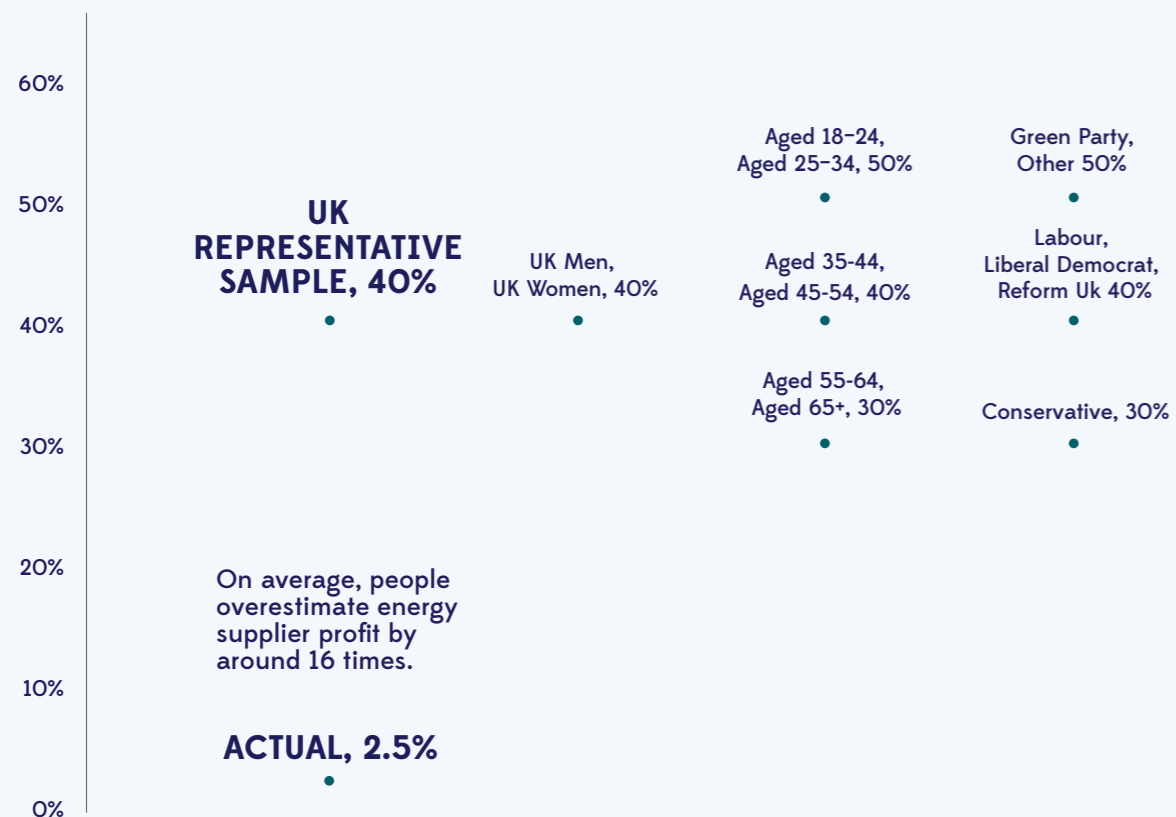 60%
50%
40%
30%
20%
10%
0%
UK
REPRESENTATIVE
SAMPLE, 40%
On average, people
overestimate energy
supplier profit by
around 16 times.
ACTUAL, 2.5%
UK Men,
UK Women, 40%
Aged 18–24,
Aged 25–34, 50%
Aged 35-44,
Aged 45-54, 40%
Aged 55-64,
Aged 65+, 30%
Green Party,
Other 50%
Labour,
Liberal Democrat,
Reform Uk 40%
Conservative, 30%